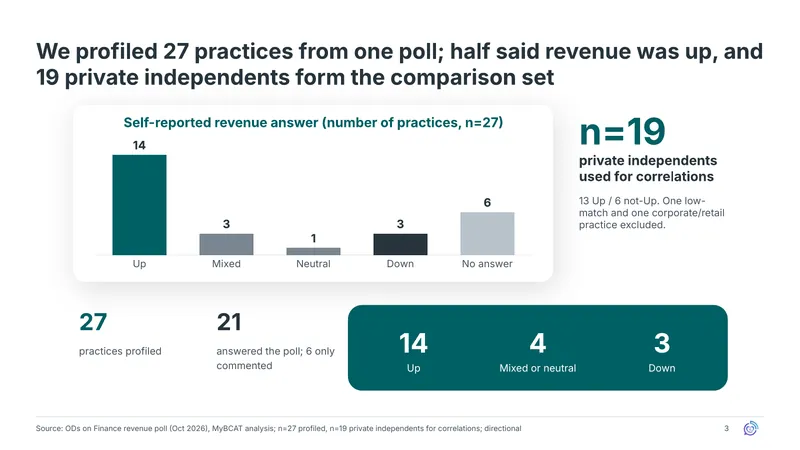 We profiled 27 practices from one poll; half said revenue was up, and
19 private independents form the comparison set
Self-reported revenue answer (number of practices, n=27)
14
3
1
3
6
Up
Mixed
Neutral
Down
No answer
n=19
private independents
used for correlations
13 Up / 6 not-Up. One low-
match and one corporate/retail
practice excluded.
27
practices profiled
21
answered the poll; 6 only
commented
14
Up
4
Mixed or neutral
3
Down
Source: ODs on Finance revenue poll (Oct 2026), MyBCAT analysis; n=27 profiled, n=19 private independents for correlations; directional
3